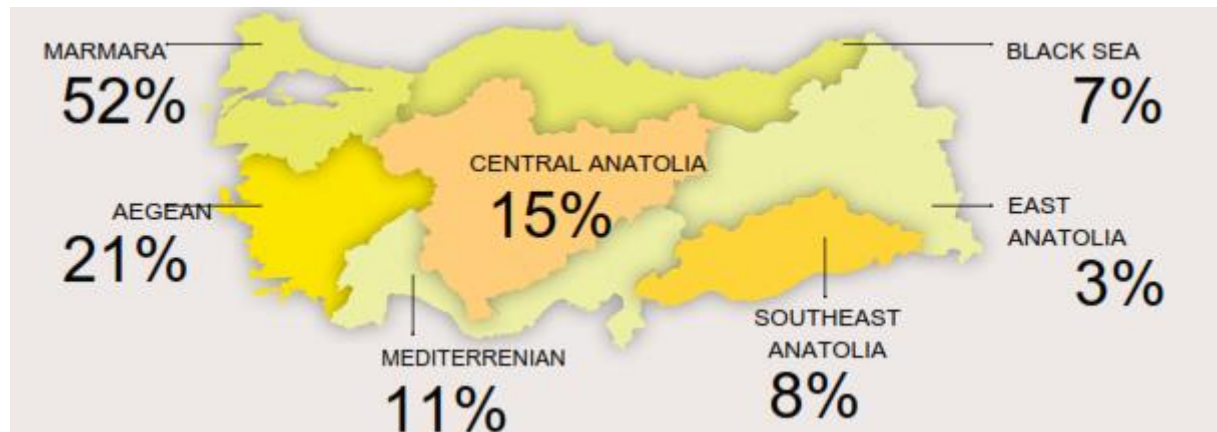 MARMARA
52%
BLACK SEA
7%
CENTRAL ANATOLIA
15%
AEGEAN
21%
EAST
ANATOLIA
3%
SOUTHEAST
ANATOLIA
8%
MEDITERRENIAN
11%